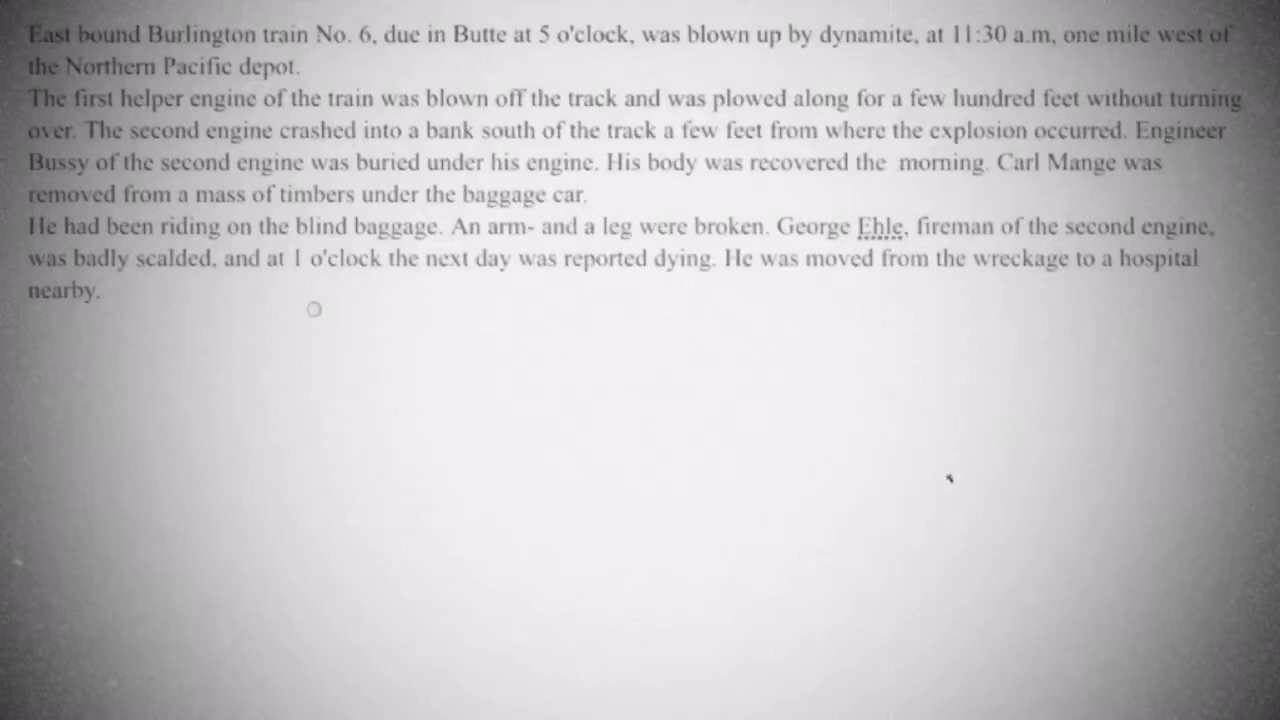 East bound Burlington train No. 6, due in Butte at 5 o'clock, was blown up by dynamite, at 11:30 a.m, one mile west of
the Northern Pacific depot.
The first helper engine of the train was blown off the track and was plowed along for a few hundred feet without turning
over. The second engine crashed into a bank south of the track a few feet from where the explosion occurred. Engineer
Bussy of the second engine was buried under his engine. His body was recovered the  morning. Carl Mange was
removed from a mass of timbers under the baggage car.
He had been riding on the blind baggage. An arm- and a leg were broken. George Ehle, fireman of the second engine,
was badly scalded, and at 1 o'clock the next day was reported dying. He was moved from the wreckage to a hospital
nearby.